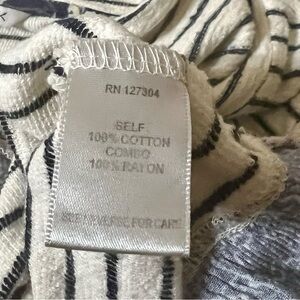 RN 127304
SELF
100% COTTON
COMBO
100% RAYON
SEE REVERSE FOR CARE